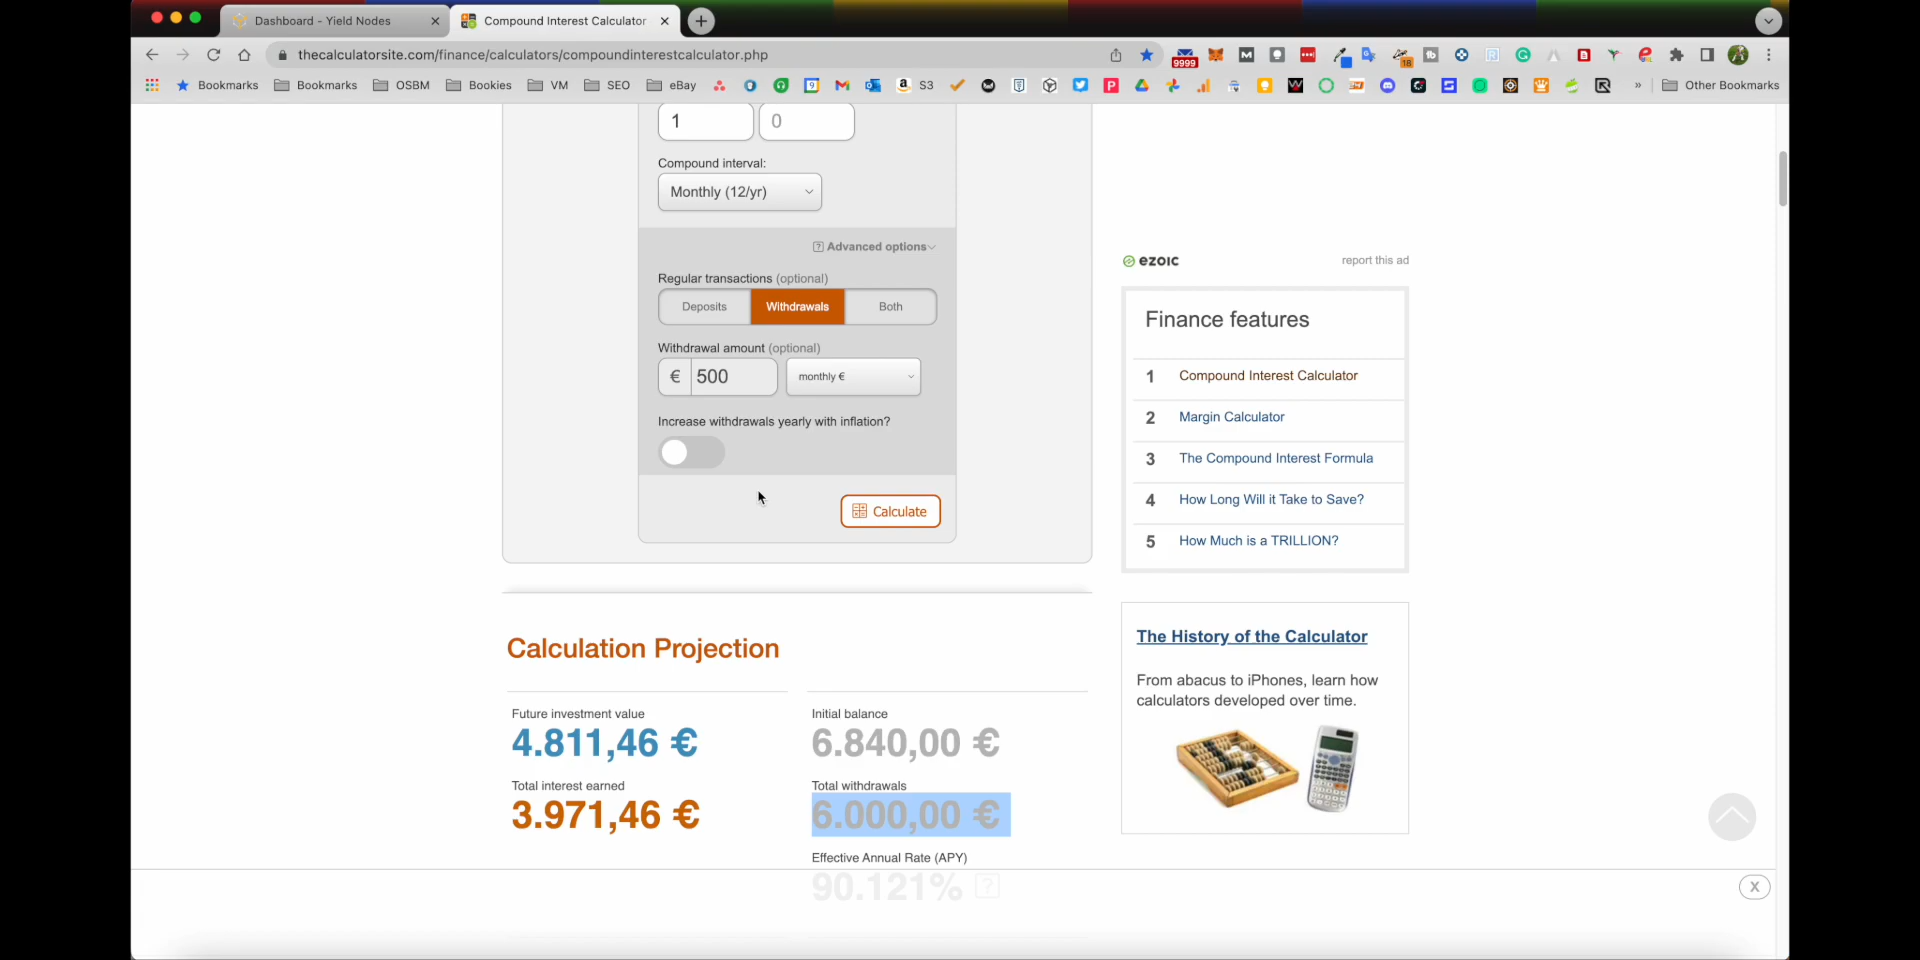 Dashboard - Yield Nodes
Compound Interest Calculator
thecalculatorsite.com/finance/calculators/compoundinterestcalculator.php
9999
18
Bookmarks
Bookmarks
OSBM
Bookies
VM
SEO
eBay
S3
»
Other Bookmarks
1
0
Compound interval:
Monthly (12/yr)
Advanced options
Regular transactions (optional)
Deposits
Withdrawals
Both
Withdrawal amount (optional)
€ 500
monthly €
Increase withdrawals yearly with inflation?
Calculate
Calculation Projection
Future investment value
4.811,46 €
Initial balance
6.840,00 €
Total interest earned
3.971,46 €
Total withdrawals
6.000,00 €
Effective Annual Rate (APY)
90.121% ?
ezoic
report this ad
Finance features
1 Compound Interest Calculator
2 Margin Calculator
3 The Compound Interest Formula
4 How Long Will it Take to Save?
5 How Much is a TRILLION?
The History of the Calculator
From abacus to iPhones, learn how
calculators developed over time.
X